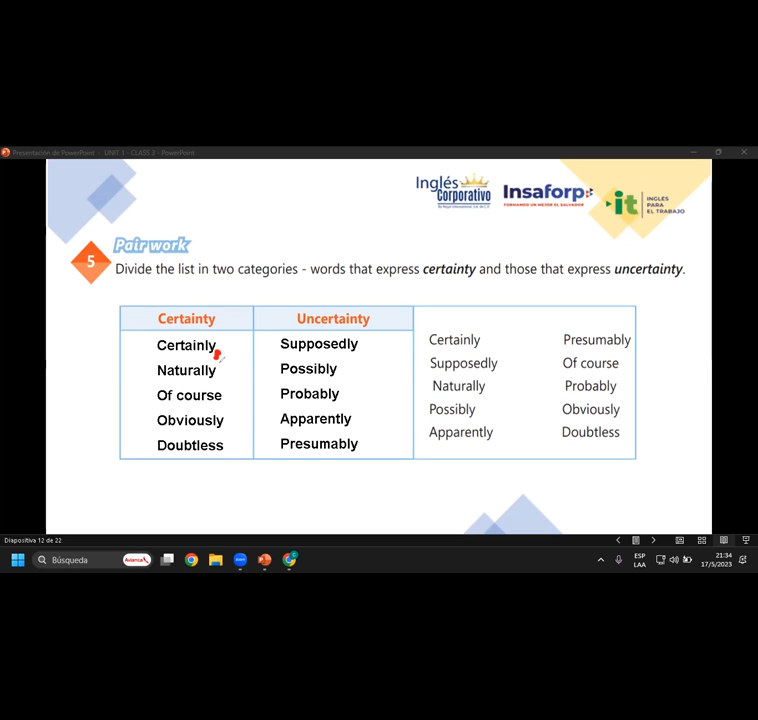 Presentación de PowerPoint - UNIT 1 - CLASS 3 - PowerPoint
Inglés
Corporativo
Insaforp
FORMANDO UN MEJOR EL SALVADOR
it
INGLÉS
PARA
EL TRABAJO
Pair work
5
Divide the list in two categories - words that express certainty and those that express uncertainty.
Certainty Uncertainty
Certainly Supposedly Certainly Presumably
Naturally Possibly Supposedly Of course
Of course Probably Naturally Probably
Obviously Apparently Possibly Obviously
Doubtless Presumably Apparently Doubtless
Diapositiva 12 de 22
Búsqueda
ESP
LAA
21:34
17/5/2023